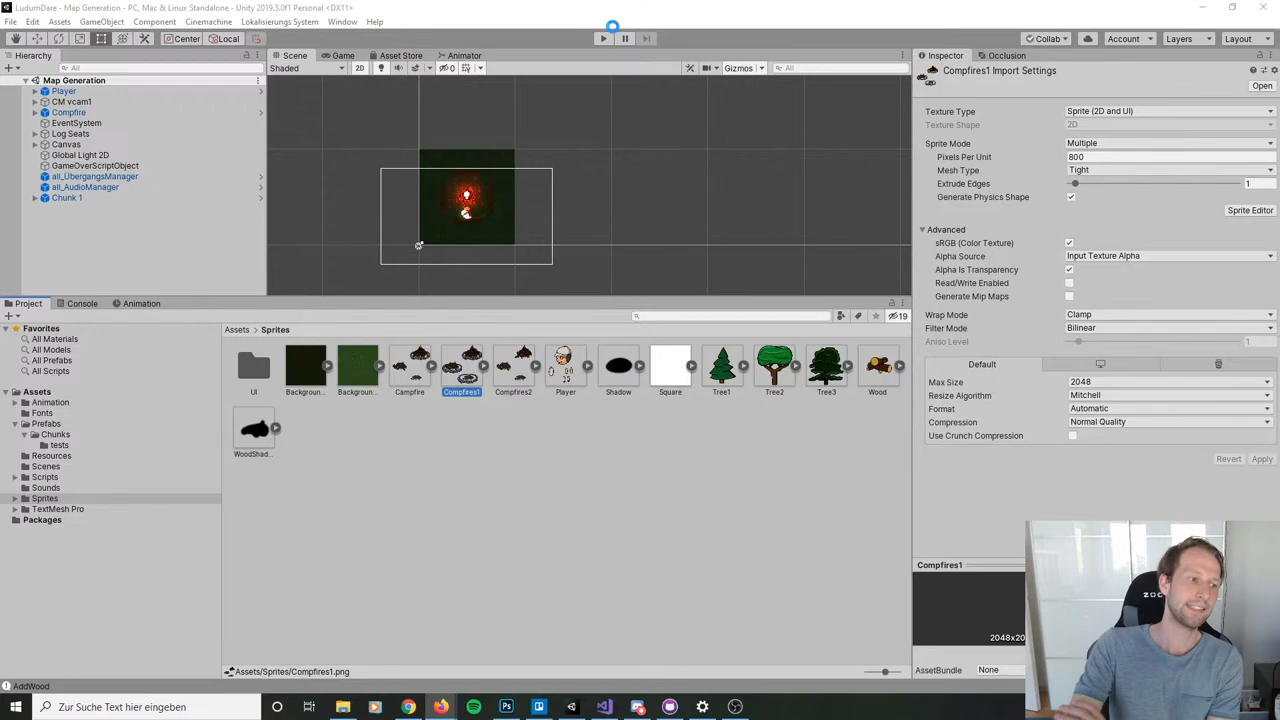 LudumDare - Map Generation - PC, Mac & Linux Standalone - Unity 2019.3.0f1 Personal <DX11>
File Edit Assets GameObject Component Cinemachine Lokalisierungs System Window Help
Center Local Collab Account Layers Layout
Hierarchy Scene Game Asset Store Animator Inspector Occlusion
All Shaded 2D 0 Gizmos All
Map Generation
Player
CM vcam1
Compfire
EventSystem
Log Seats
Canvas
Global Light 2D
GameOverScriptObject
all_ÜbergangsManager
all_AudioManager
Chunk 1
Compfires1 Import Settings
Open
Texture Type Sprite (2D and UI)
Texture Shape 2D
Sprite Mode Multiple
Pixels Per Unit 800
Mesh Type Tight
Extrude Edges 1
Generate Physics Shape
Sprite Editor
Advanced
sRGB (Color Texture)
Alpha Source Input Texture Alpha
Alpha Is Transparency
Read/Write Enabled
Generate Mip Maps
Wrap Mode Clamp
Filter Mode Bilinear
Aniso Level 1
Default
Max Size 2048
Resize Algorithm Mitchell
Format Automatic
Compression Normal Quality
Use Crunch Compression
Revert Apply
Project Console Animation
19
Favorites
All Materials
All Models
All Prefabs
All Scripts
Assets
Animation
Fonts
Prefabs
Chunks
tests
Resources
Scenes
Scripts
Sounds
Sprites
TextMesh Pro
Packages
Assets Sprites
UI Backgroun... Backgroun... Campfire Compfires1 Compfires2 Player Shadow Square Tree1 Tree2 Tree3 Wood
WoodShad...
Assets/Sprites/Compfires1.png
Compfires1
2048x20
AssetBundle None
AddWood
Zur Suche Text hier eingeben